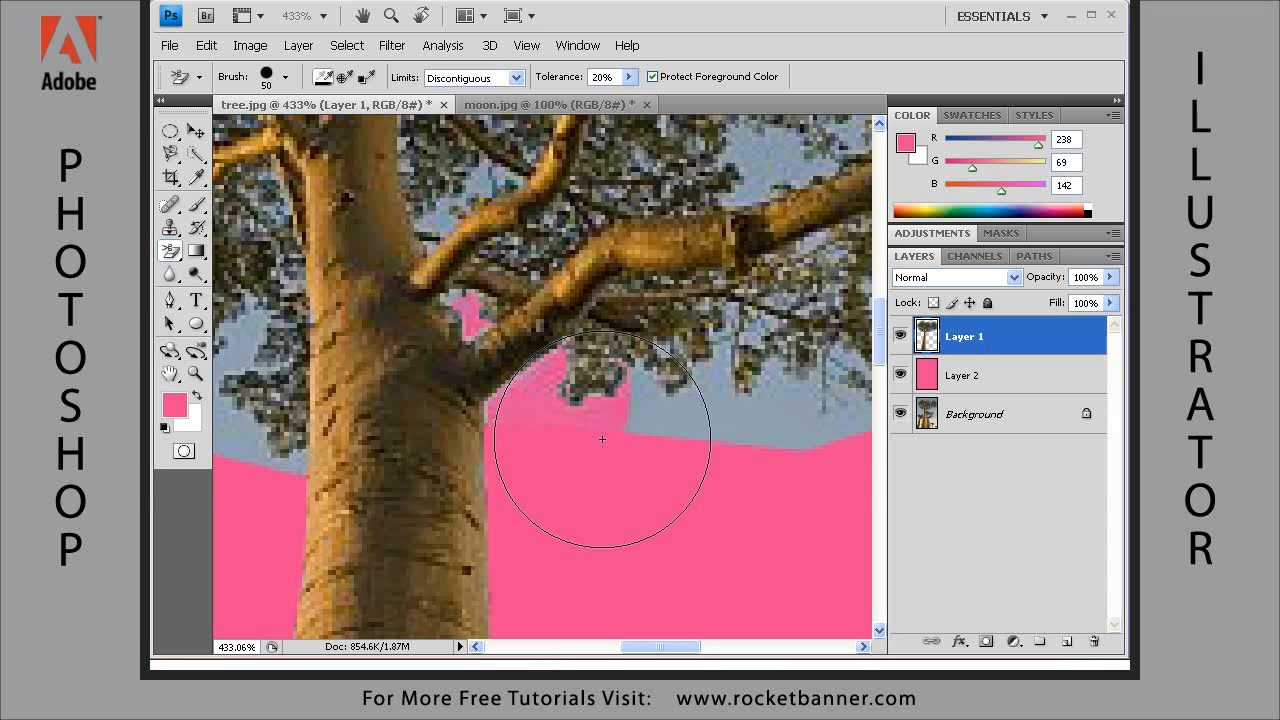 Adobe
PHOTOSHOP
ILLUSTRATOR
Ps Br 433% ESSENTIALS
File Edit Image Layer Select Filter Analysis 3D View Window Help
Brush: 50 Limits: Discontiguous Tolerance: 20% Protect Foreground Color
tree.jpg @ 433% (Layer 1, RGB/8#) * moon.jpg @ 100% (RGB/8#) *
COLOR SWATCHES STYLES
R 238
G 69
B 142
ADJUSTMENTS MASKS
LAYERS CHANNELS PATHS
Normal Opacity: 100%
Lock: Fill: 100%
Layer 1
Layer 2
Background
433.06% Doc: 854.6K/1.87M
For More Free Tutorials Visit: www.rocketbanner.com